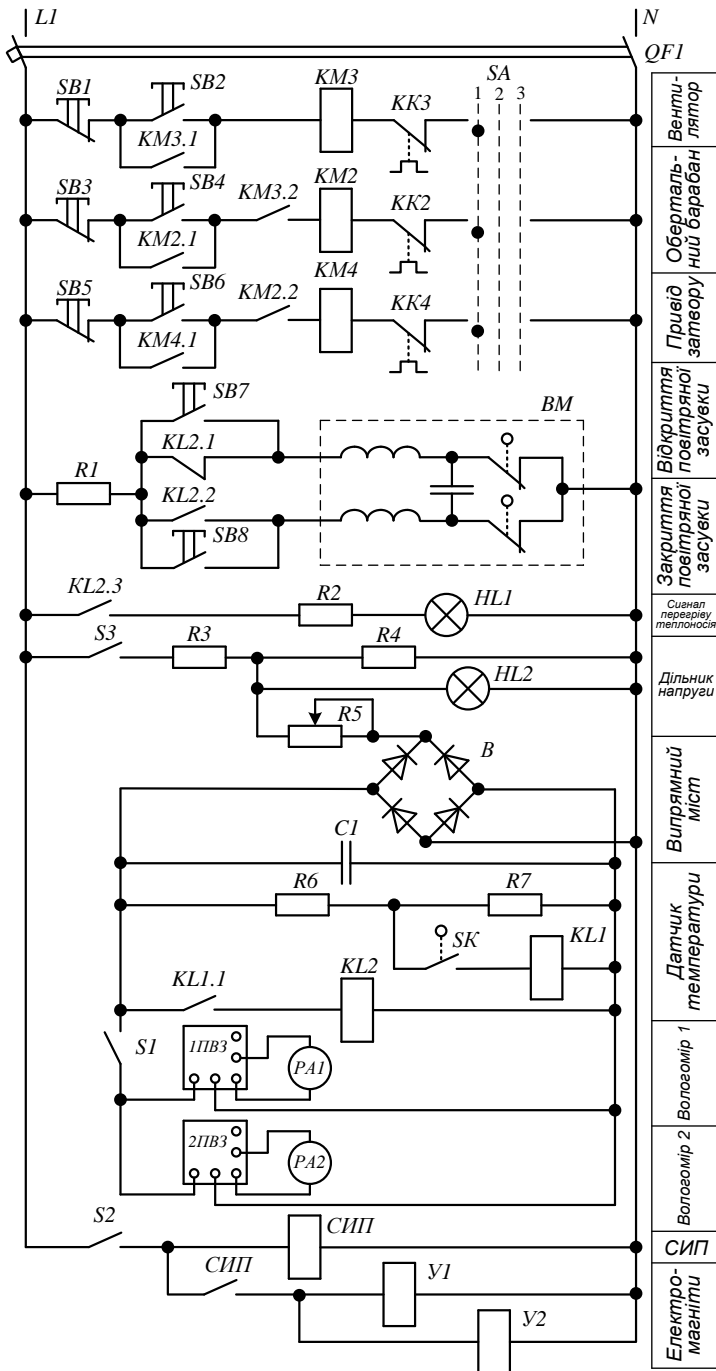 L1 N
QF1
SB1 SB2 KM3 KK3 SA
1 2 3
KM3.1
Венти-
лятор
SB3 SB4 KM3.2 KM2 KK2
KM2.1
Оберталь-
ний барабан
SB5 SB6 KM2.2 KM4 KK4
KM4.1
Привід
затвору
SB7 BM
KL2.1
Відкриття
повітряної
засувки
R1
KL2.2
SB8
Закриття
повітряної
засувки
KL2.3 R2 HL1
Сигнал
перегріву
теплоносія
S3 R3 R4
HL2
Дільник
напруги
R5
B
Випрямний
міст
C1
R6 R7
SK KL1
Датчик
температури
KL1.1 KL2
S1 1ПВЗ PA1
Вологомір 1
2ПВЗ PA2
Вологомір 2
S2 СИП
СИП
СИП У1
У2
Електро-
магніти